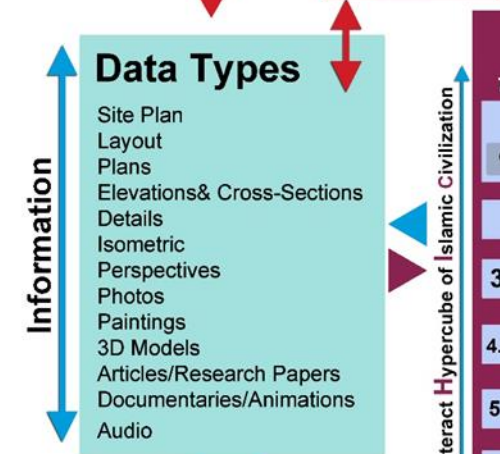 Data Types
Site Plan
Layout
Plans
Elevations& Cross-Sections
Details
Isometric
Perspectives
Photos
Paintings
3D Models
Articles/Research Papers
Documentaries/Animations
Audio
Information
Hypercube of Islamic Civilization
3
4.
5